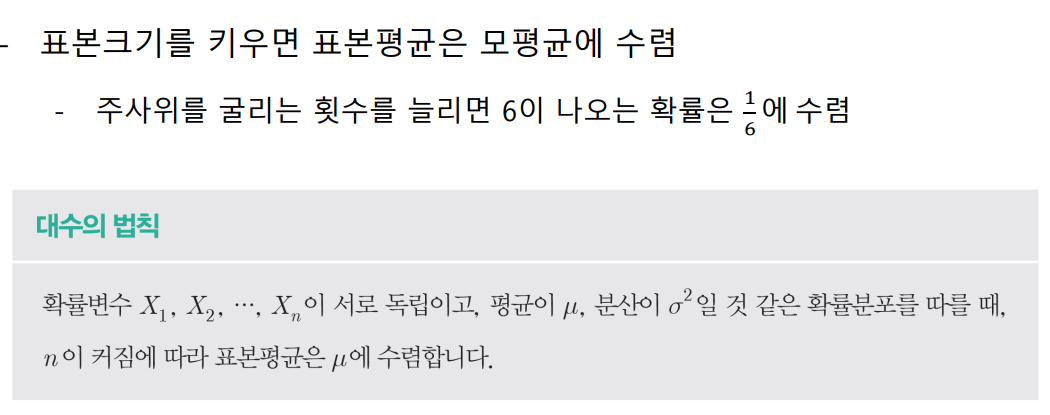 - 표본크기를 키우면 표본평균은 모평균에 수렴
- 주사위를 굴리는 횟수를 늘리면 6이 나오는 확률은 $\frac{1}{6}$에 수렴
대수의 법칙
확률변수 $X_1$, $X_2$, ⋯, $X_n$이 서로 독립이고, 평균이 $\mu$, 분산이 $\sigma^2$일 것 같은 확률분포를 따를 때,
$n$이 커짐에 따라 표본평균은 $\mu$에 수렴합니다.